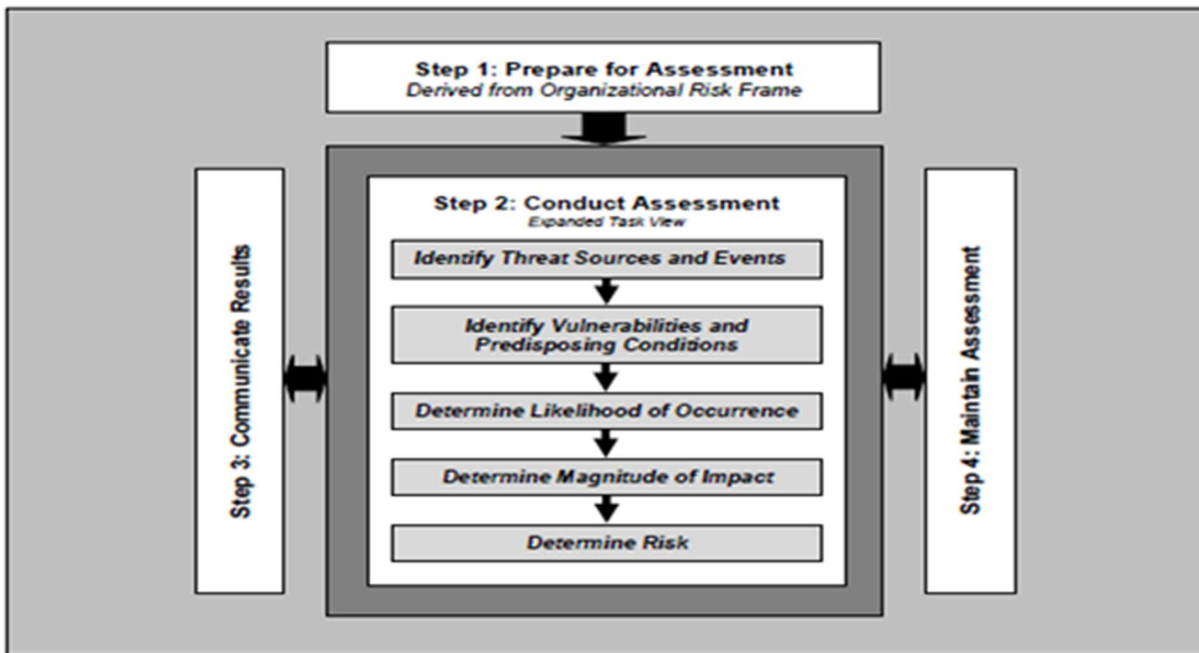 Step 1: Prepare for Assessment
Derived from Organizational Risk Frame
Step 2: Conduct Assessment
Expanded Task View
Identify Threat Sources and Events
Identify Vulnerabilities and
Predisposing Conditions
Determine Likelihood of Occurrence
Determine Magnitude of Impact
Determine Risk
Step 3: Communicate Results
Step 4: Maintain Assessment